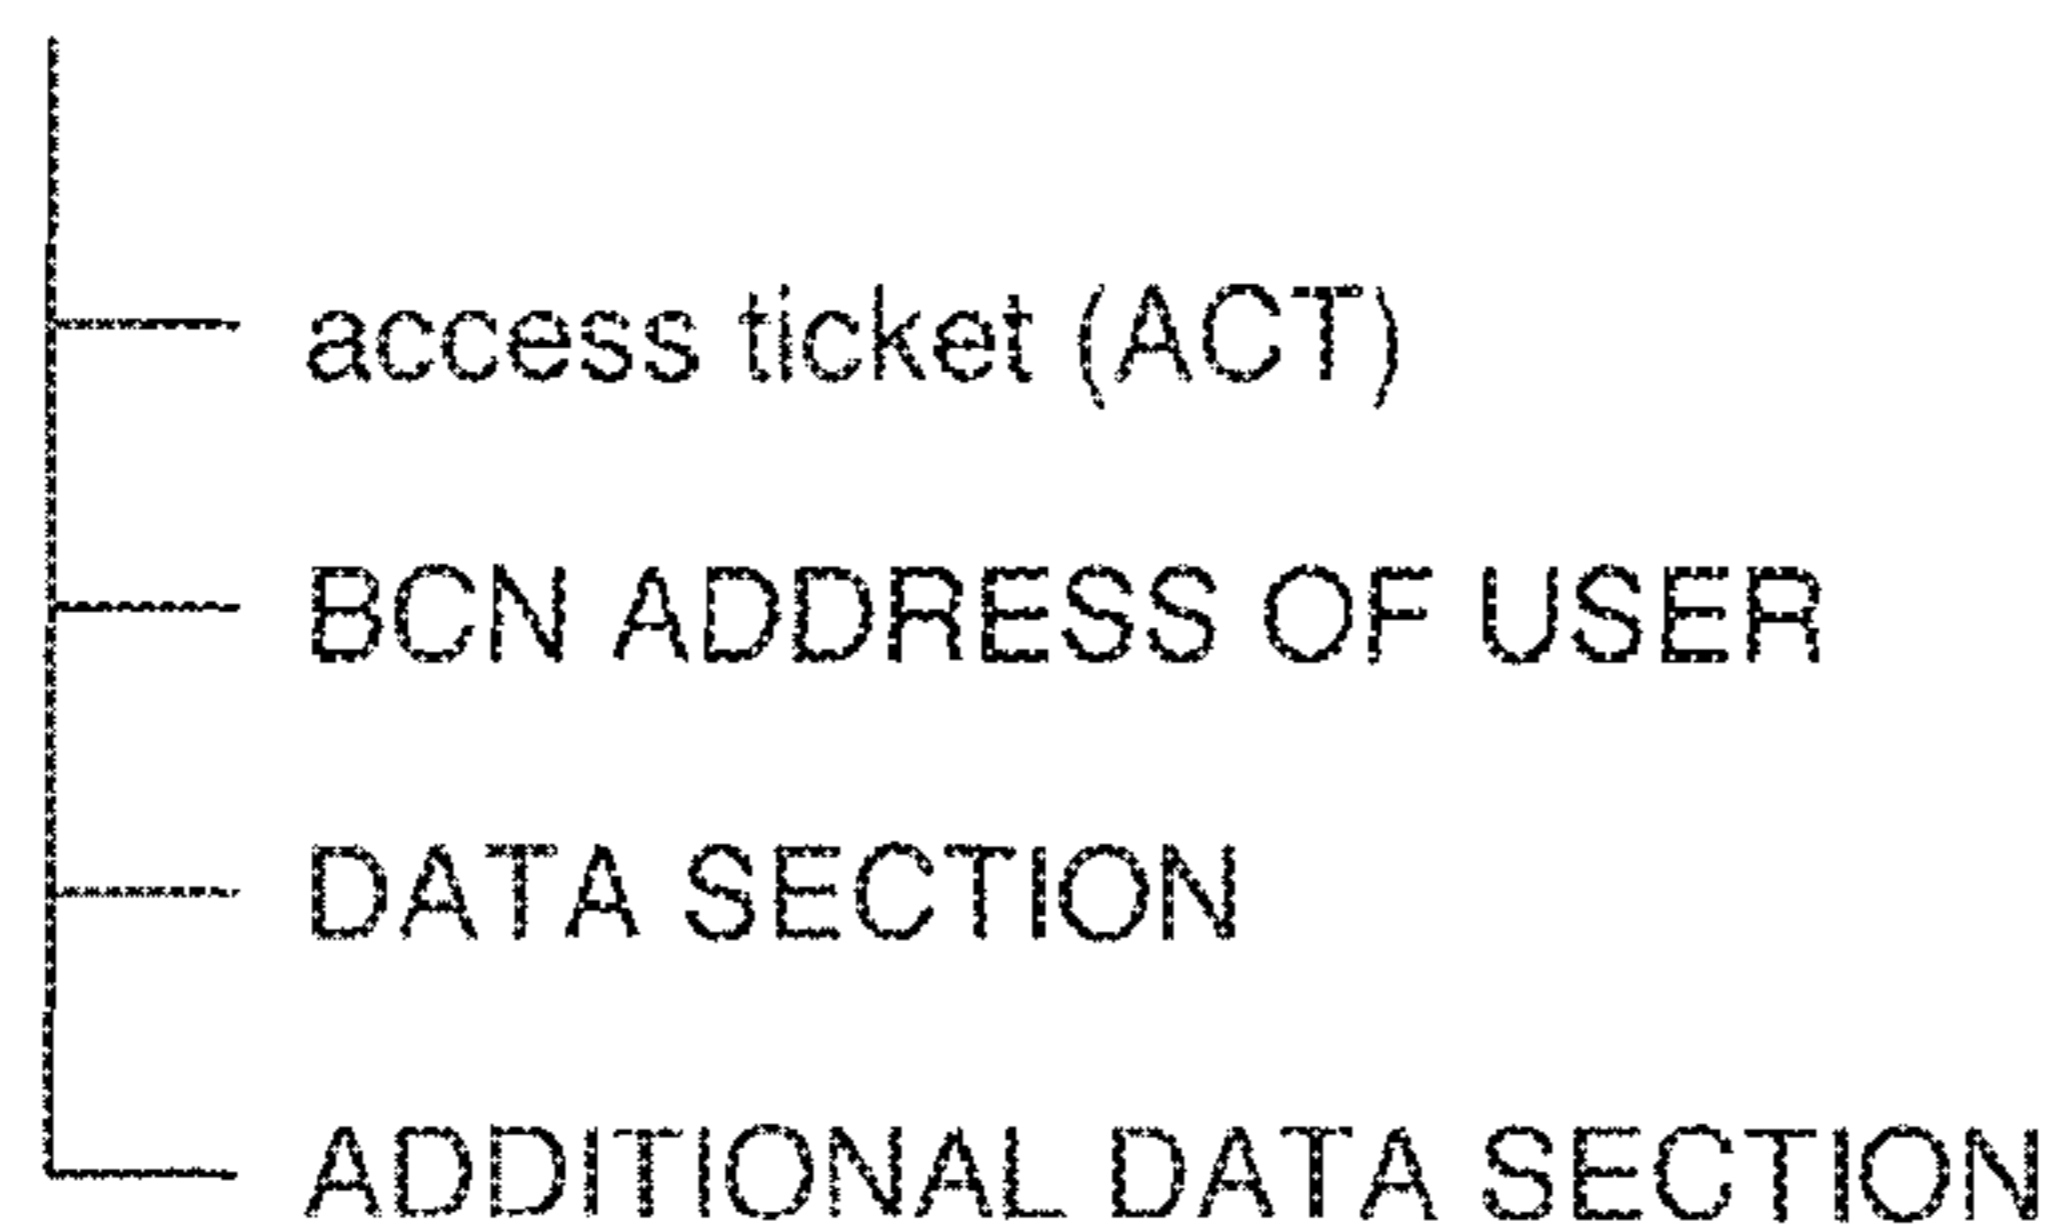 access ticket (ACT)
BCN ADDRESS OF USER
DATA SECTION
ADDITIONAL DATA SECTION